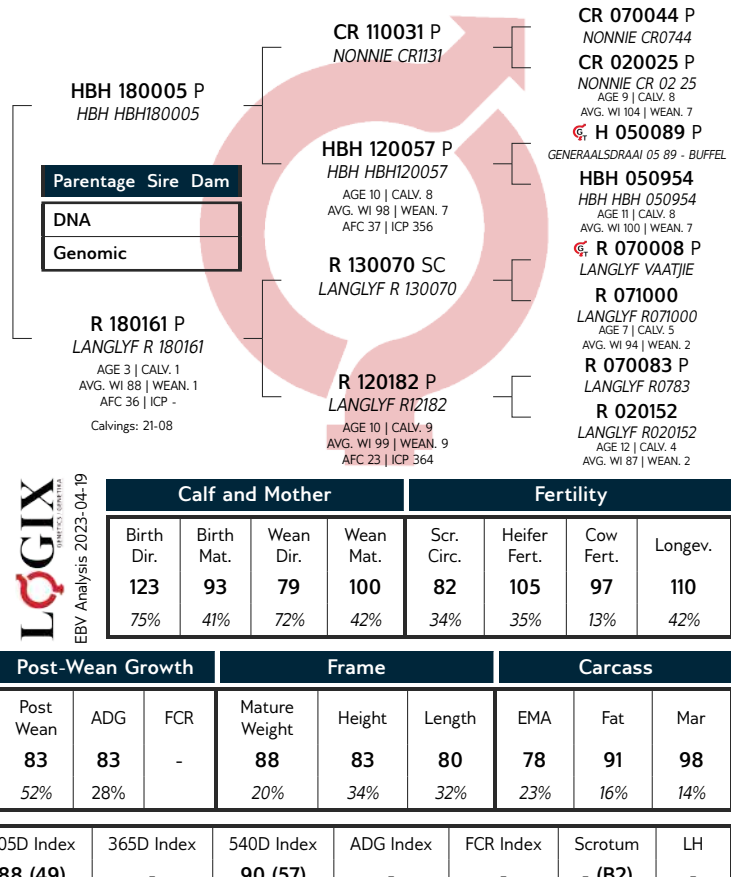 CR 070044 P
NONNIE CR0744
CR 110031 P
NONNIE CR1131
CR 020025 P
NONNIE CR 02 25
AGE 9 | CALV. 8
AVG. WI 104 | WEAN. 7
HBH 180005 P
HBH HBH180005
H 050089 P
GENERAALSDRAAI 05 89 - BUFFEL
HBH 120057 P
HBH HBH120057
AGE 10 | CALV. 8
AVG. WI 98 | WEAN. 7
AFC 37 | ICP 356
HBH 050954
HBH HBH 050954
AGE 11 | CALV. 8
AVG. WI 100 | WEAN. 7
Parentage Sire Dam
DNA
Genomic
R 070008 P
LANGLYF VAATJIE
R 130070 SC
LANGLYF R 130070
R 071000
LANGLYF R071000
AGE 7 | CALV. 5
AVG. WI 94 | WEAN. 2
R 180161 P
LANGLYF R 180161
AGE 3 | CALV. 1
AVG. WI 88 | WEAN. 1
AFC 36 | ICP -
Calvings: 21-08
R 070083 P
LANGLYF R0783
R 120182 P
LANGLYF R12182
AGE 10 | CALV. 9
AVG. WI 99 | WEAN. 9
AFC 23 | ICP 364
R 020152
LANGLYF R020152
AGE 12 | CALV. 4
AVG. WI 87 | WEAN. 2
LOGIX
GENETICS / GENETIKA
EBV Analysis 2023-04-19
Calf and Mother Fertility
Birth Dir. Birth Mat. Wean Dir. Wean Mat. Scr. Circ. Heifer Fert. Cow Fert. Longev.
123 93 79 100 82 105 97 110
75% 41% 72% 42% 34% 35% 13% 42%
Post-Wean Growth Frame Carcass
Post Wean ADG FCR Mature Weight Height Length EMA Fat Mar
83 83 - 88 83 80 78 91 98
52% 28% 20% 34% 32% 23% 16% 14%
05D Index 365D Index 540D Index ADG Index FCR Index Scrotum LH
88 (49) - 90 (57) - - - (B2) -